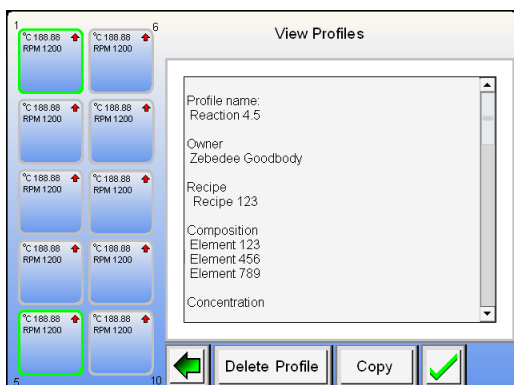 1
6
°C 188.88
RPM 1200
°C 188.88
RPM 1200
°C 188.88
RPM 1200
°C 188.88
RPM 1200
°C 188.88
RPM 1200
°C 188.88
RPM 1200
°C 188.88
RPM 1200
°C 188.88
RPM 1200
°C 188.88
RPM 1200
°C 188.88
RPM 1200
5
10
View Profiles
Profile name:
Reaction 4.5
Owner
Zebedee Goodbody
Recipe
Recipe 123
Composition
Element 123
Element 456
Element 789
Concentration
Delete Profile
Copy